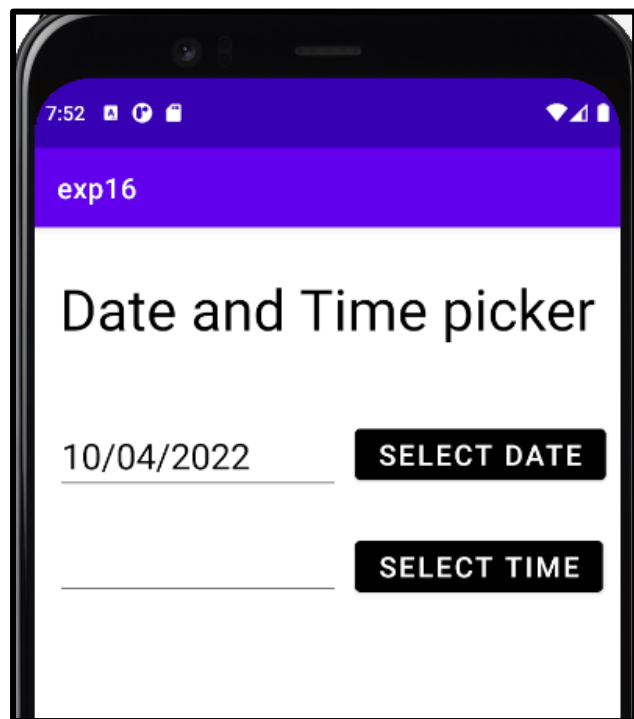 7:52
exp16
Date and Time picker
10/04/2022 SELECT DATE
SELECT TIME